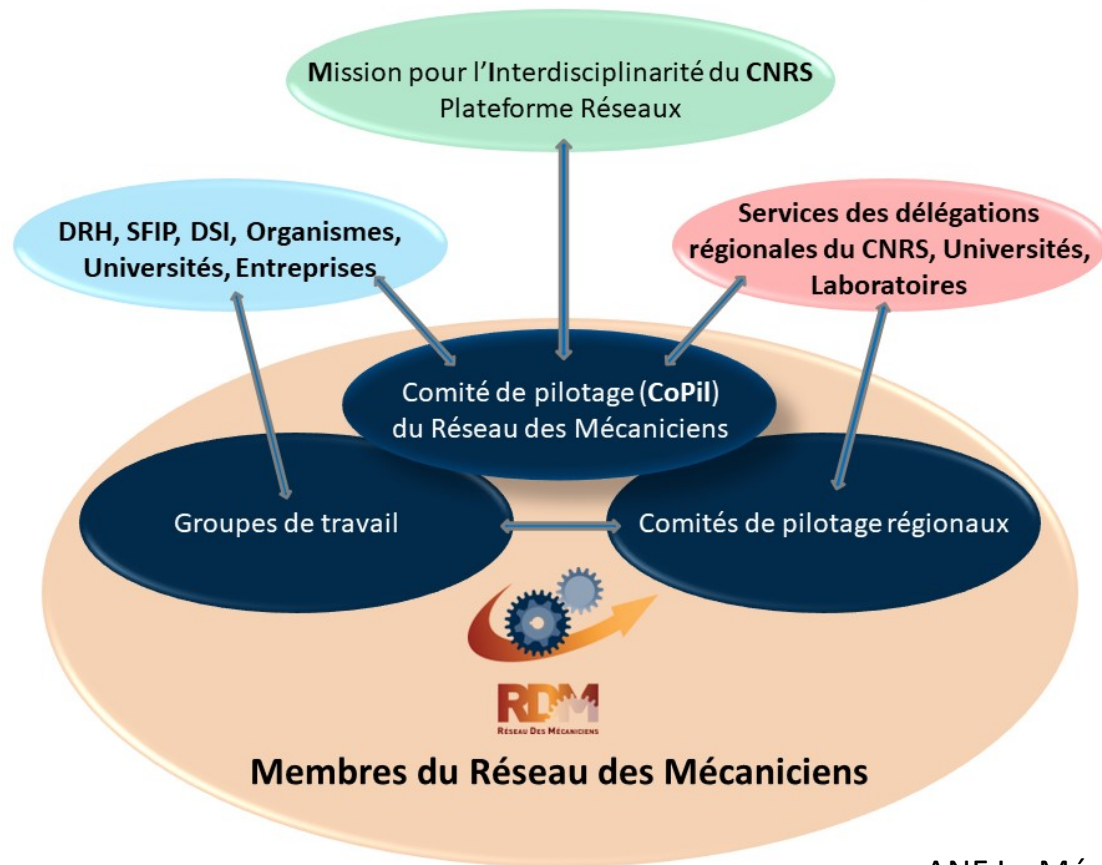 Mission pour l'Interdisciplinarité du CNRS
Plateforme Réseaux
DRH, SFIP, DSI, Organismes,
Universités, Entreprises
Services des délégations
régionales du CNRS, Universités,
Laboratoires
Comité de pilotage (CoPil)
du Réseau des Mécaniciens
Groupes de travail
Comités de pilotage régionaux
RDM
RÉSEAU DES MÉCANICIENS
Membres du Réseau des Mécaniciens